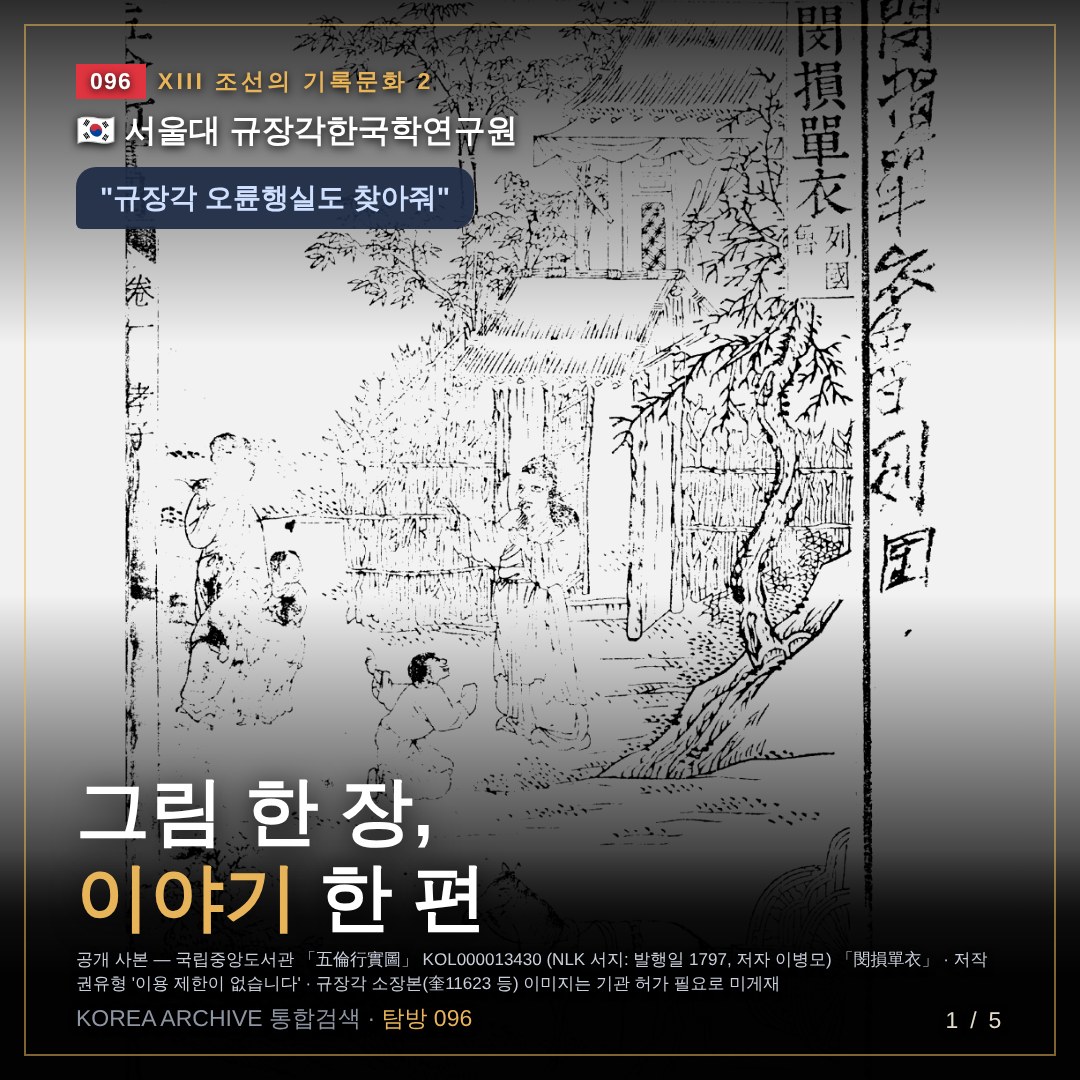 096 XIII 조선의 기록문화 2
🇰🇷 서울대 규장각한국학연구원
"규장각 오륜행실도 찾아줘"
閔損單衣
列國
魯
卷一 孝子
그림 한 장,
이야기 한 편
공개 사본 — 국립중앙도서관 「五倫行實圖」 KOL000013430 (NLK 서지: 발행일 1797, 저자 이병모) 「閔損單衣」 · 저작
권유형 '이용 제한이 없습니다' · 규장각 소장본(奎11623 등) 이미지는 기관 허가 필요로 미게재
KOREA ARCHIVE 통합검색 · 탐방 096
1 / 5